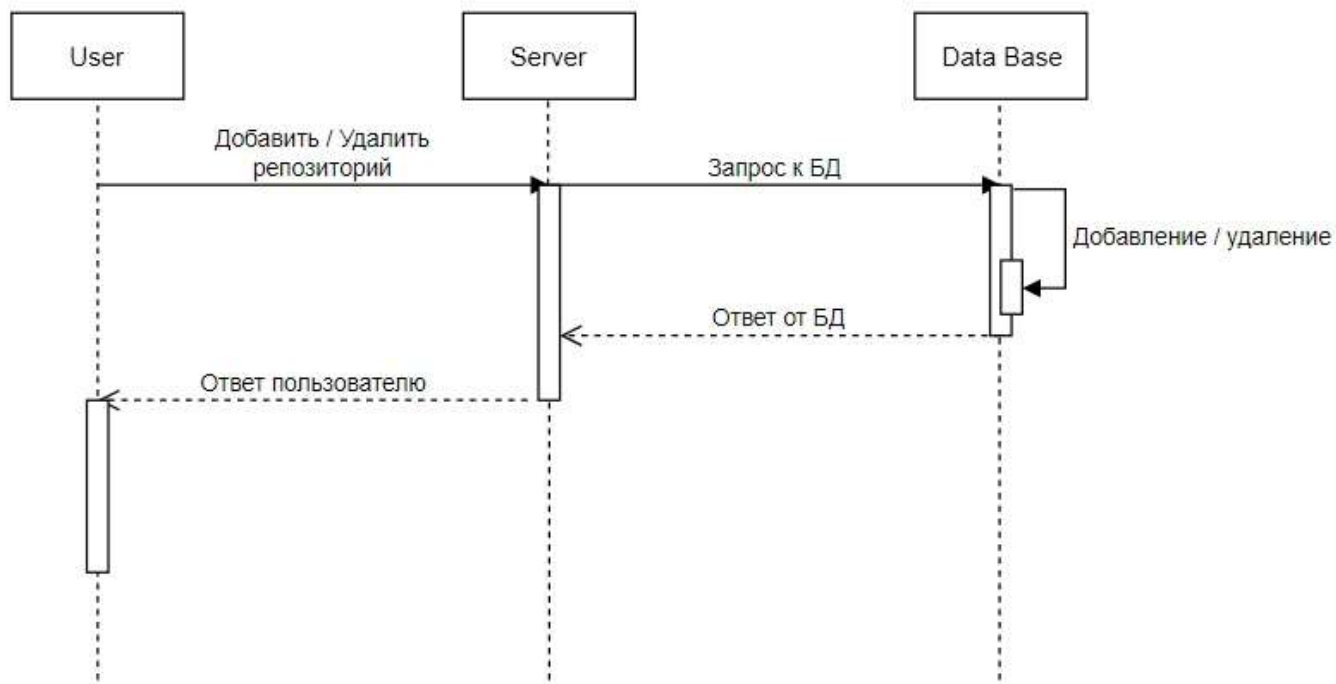 User
Server
Data Base
Добавить / Удалить
репозиторий
Запрос к БД
Добавление / удаление
Ответ от БД
Ответ пользователю